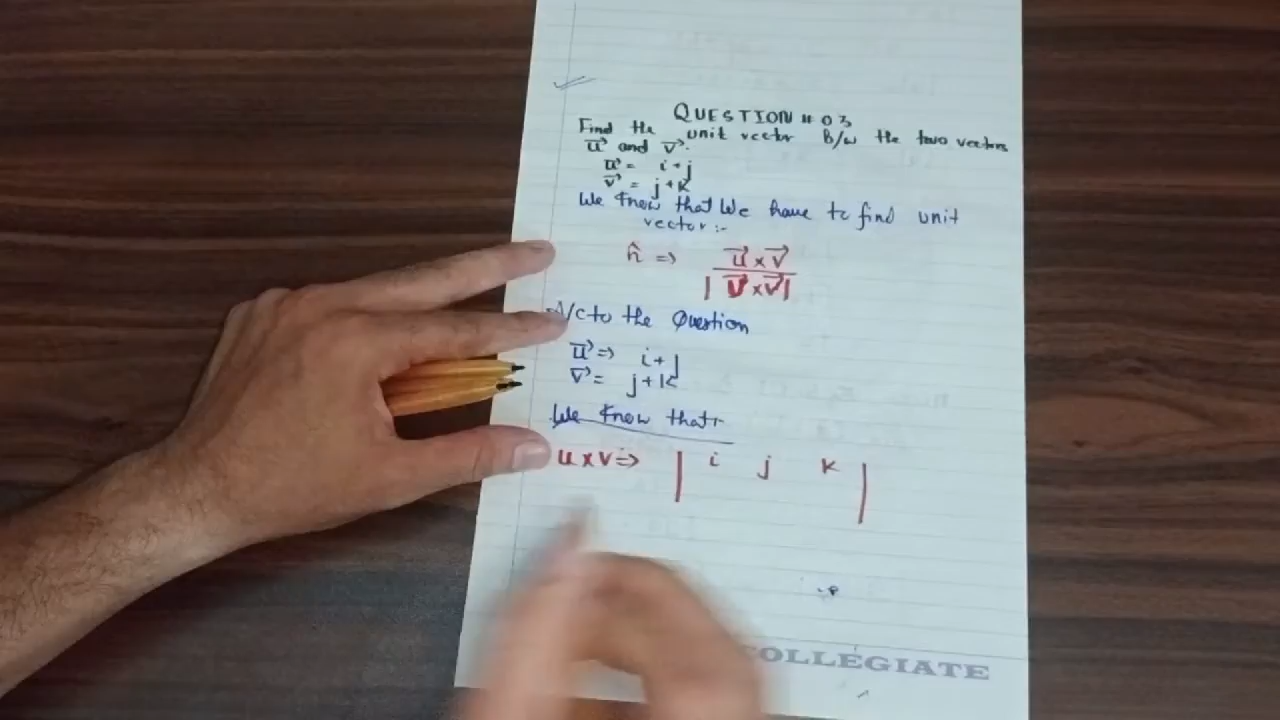 QUESTION # 03
Find the unit vector B/w the two vectors
u⃗ and v⃗.
u⃗ = i + j
v⃗ = j + k
We know that We have to find unit
vector :-
n̂ => u⃗ x v⃗
| v⃗ x v⃗ |
A/c to the Question
u⃗ => i + j
v⃗ = j + k
We know that:
u x v => | i j k |
COLLEGIATE